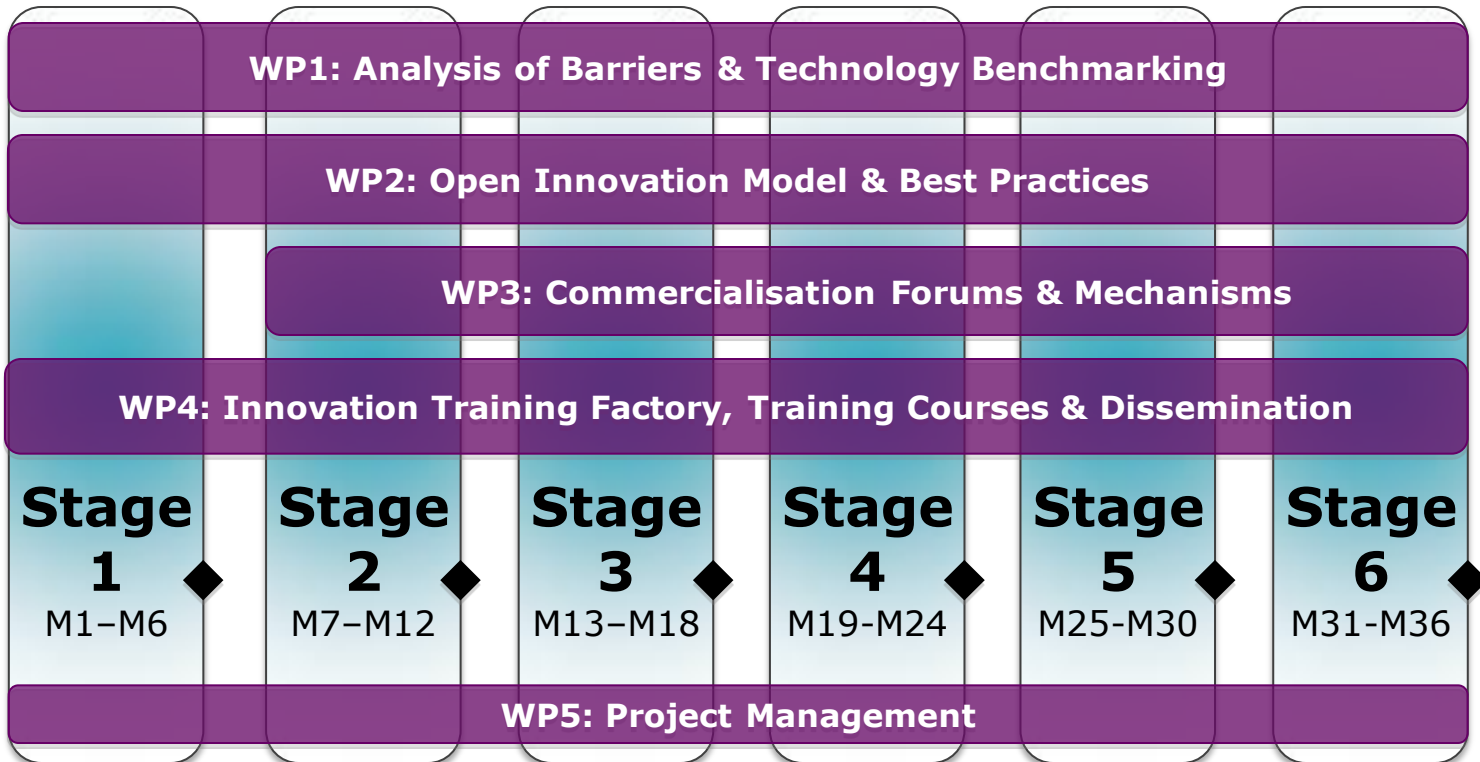 WP1: Analysis of Barriers & Technology Benchmarking
WP2: Open Innovation Model & Best Practices
WP3: Commercialisation Forums & Mechanisms
WP4: Innovation Training Factory, Training Courses & Dissemination
Stage
1
M1–M6
Stage
2
M7–M12
Stage
3
M13–M18
Stage
4
M19-M24
Stage
5
M25-M30
Stage
6
M31-M36
WP5: Project Management